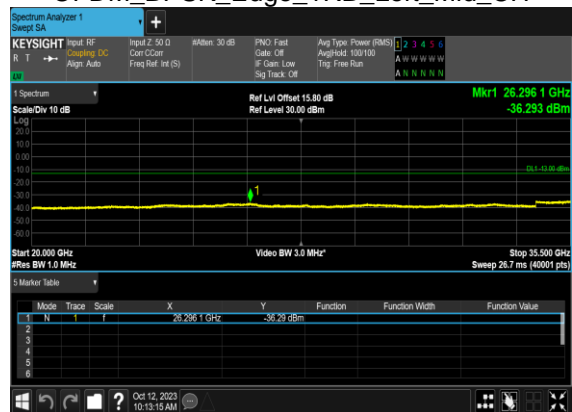 Spectrum Analyzer 1
Swept SA
KEYSIGHT
R T
Input: RF
Coupling: DC
Align: Auto
Input Z: 50 Ω
Corr CCorr
Freq Ref: Int (S)
#Atten: 30 dB
PNO: Fast
Gate: Off
IF Gain: Low
Sig Track: Off
Avg Type: Power (RMS)
Avg|Hold: 100/100
Trig: Free Run
1 2 3 4 5 6
A W W W W W
A N N N N N
LW
1 Spectrum
Scale/Div 10 dB
Ref Lvl Offset 15.80 dB
Ref Level 30.00 dBm
Mkr1 26.296 1 GHz
-36.293 dBm
Log
20.0
10.0
0.00
-10.0
-20.0
-30.0
-40.0
-50.0
-60.0
DL1 -13.00 dBm
1
Start 20.000 GHz
#Res BW 1.0 MHz
Video BW 3.0 MHz*
Stop 35.500 GHz
Sweep 26.7 ms (40001 pts)
5 Marker Table
Mode Trace Scale X Y Function Function Width Function Value
1 N 1 f 26.296 1 GHz -36.29 dBm
2
3
4
5
6
?
Oct 12, 2023
10:13:15 AM